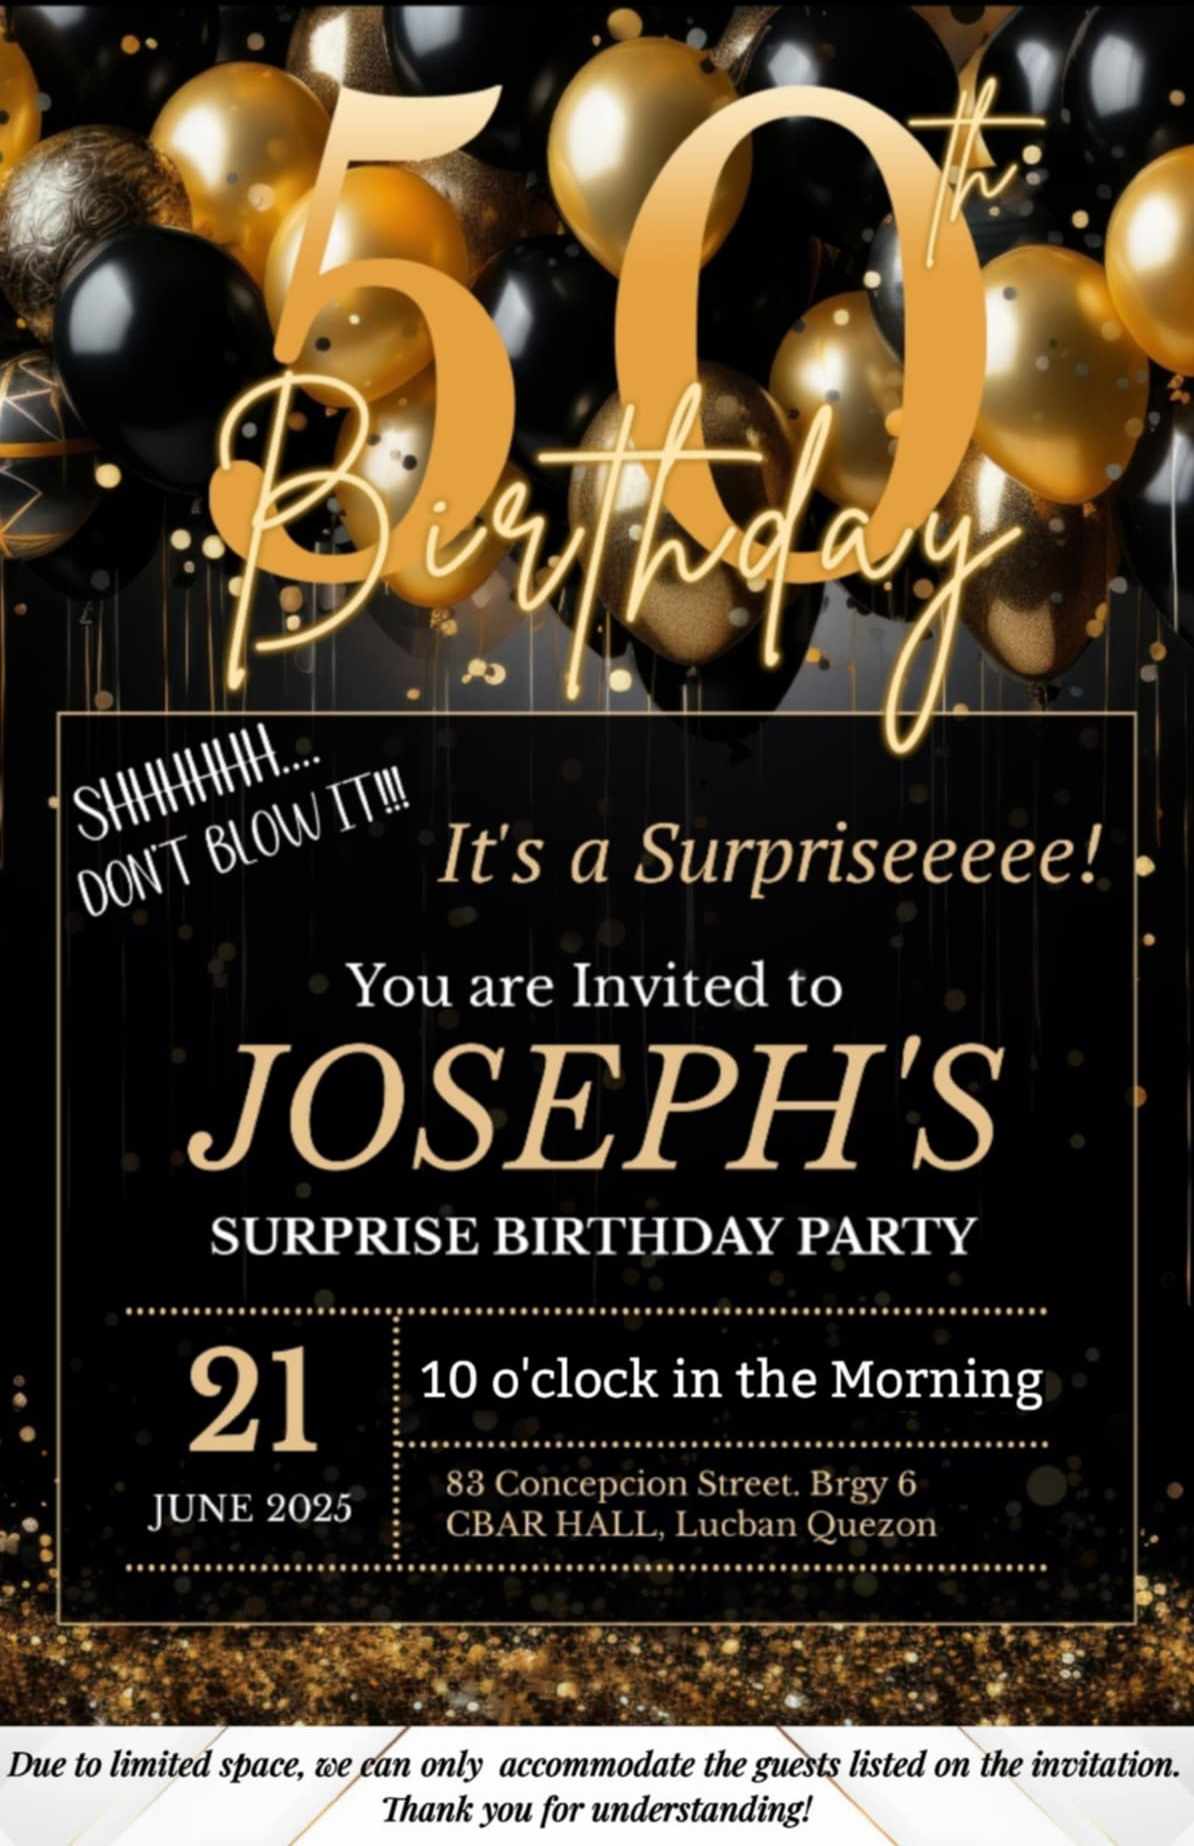 50th
Birthday
SHHHHHH....
DON'T BLOW IT!!!
It's a Surpriseeeee!
You are Invited to
JOSEPH'S
SURPRISE BIRTHDAY PARTY
21
JUNE 2025
10 o'clock in the Morning
83 Concepcion Street. Brgy 6
CBAR HALL, Lucban Quezon
Due to limited space, we can only accommodate the guests listed on the invitation.
Thank you for understanding!